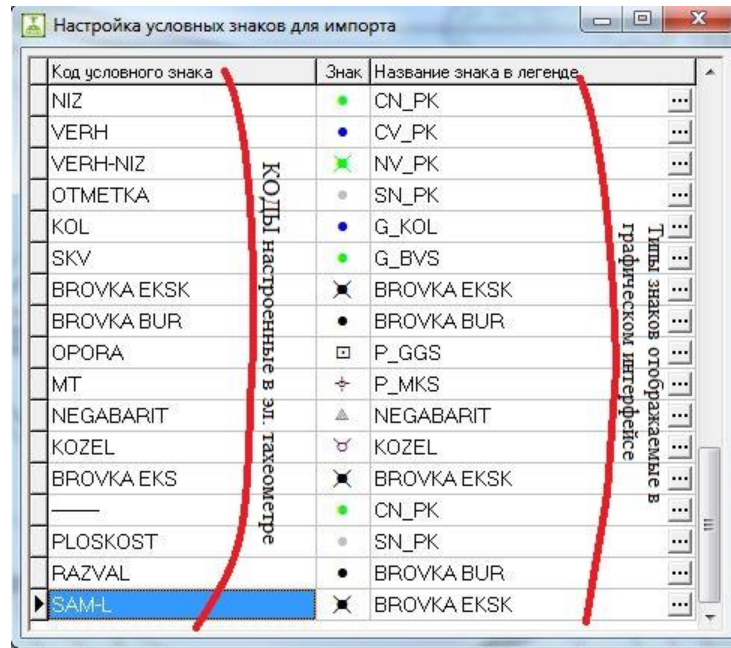 Настройка условных знаков для импорта
Код условного знака Знак Название знака в легенде
NIZ CN_PK ...
VERH CV_PK ...
VERH-NIZ NV_PK ...
OTMETKA SN_PK ...
KOL G_KOL ...
SKV G_BVS ...
BROVKA EKSK BROVKA EKSK ...
BROVKA BUR BROVKA BUR ...
OPORA P_GGS ...
MT P_MKS ...
NEGABARIT NEGABARIT ...
KOZEL KOZEL ...
BROVKA EKS BROVKA EKSK ...
—— CN_PK ...
PLOSKOST SN_PK ...
RAZVAL BROVKA BUR ...
SAM-L BROVKA EKSK ...
КОДЫ настроенные в эл. тахеометре
Типы знаков отображаемые в
графическом интерфейсе